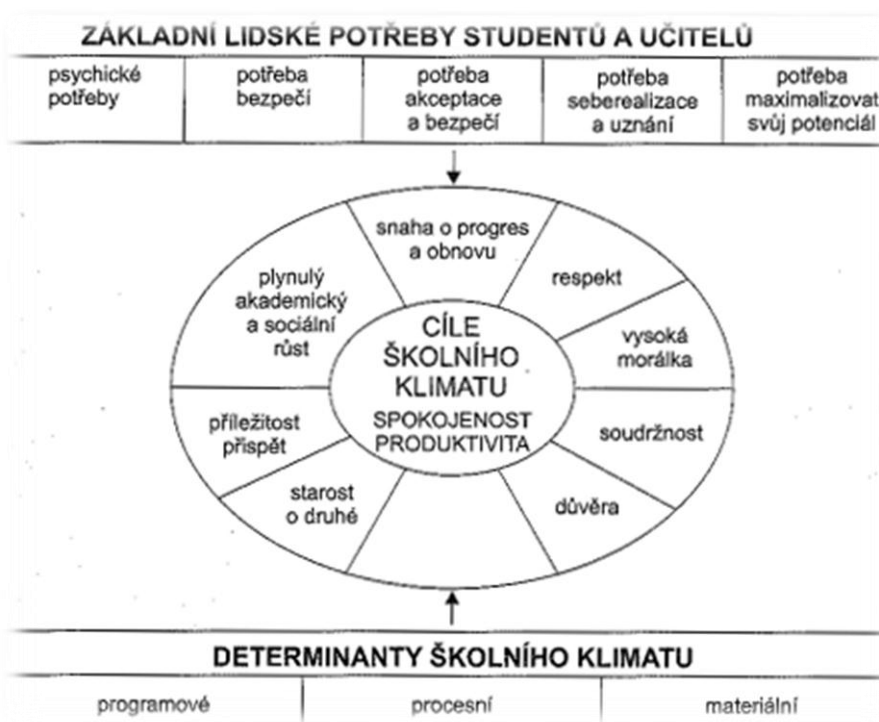 ZÁKLADNÍ LIDSKÉ POTŘEBY STUDENTŮ A UČITELŮ
psychické
potřeby
potřeba
bezpečí
potřeba
akceptace
a bezpečí
potřeba
seberealizace
a uznání
potřeba
maximalizovat
svůj potenciál
snaha o progres
a obnovu
respekt
vysoká
morálka
soudržnost
důvěra
starost
o druhé
příležitost
přispět
plynulý
akademický
a sociální
růst
CÍLE
ŠKOLNÍHO
KLIMATU
SPOKOJENOST
PRODUKTIVITA
DETERMINANTY ŠKOLNÍHO KLIMATU
programové
procesní
materiální